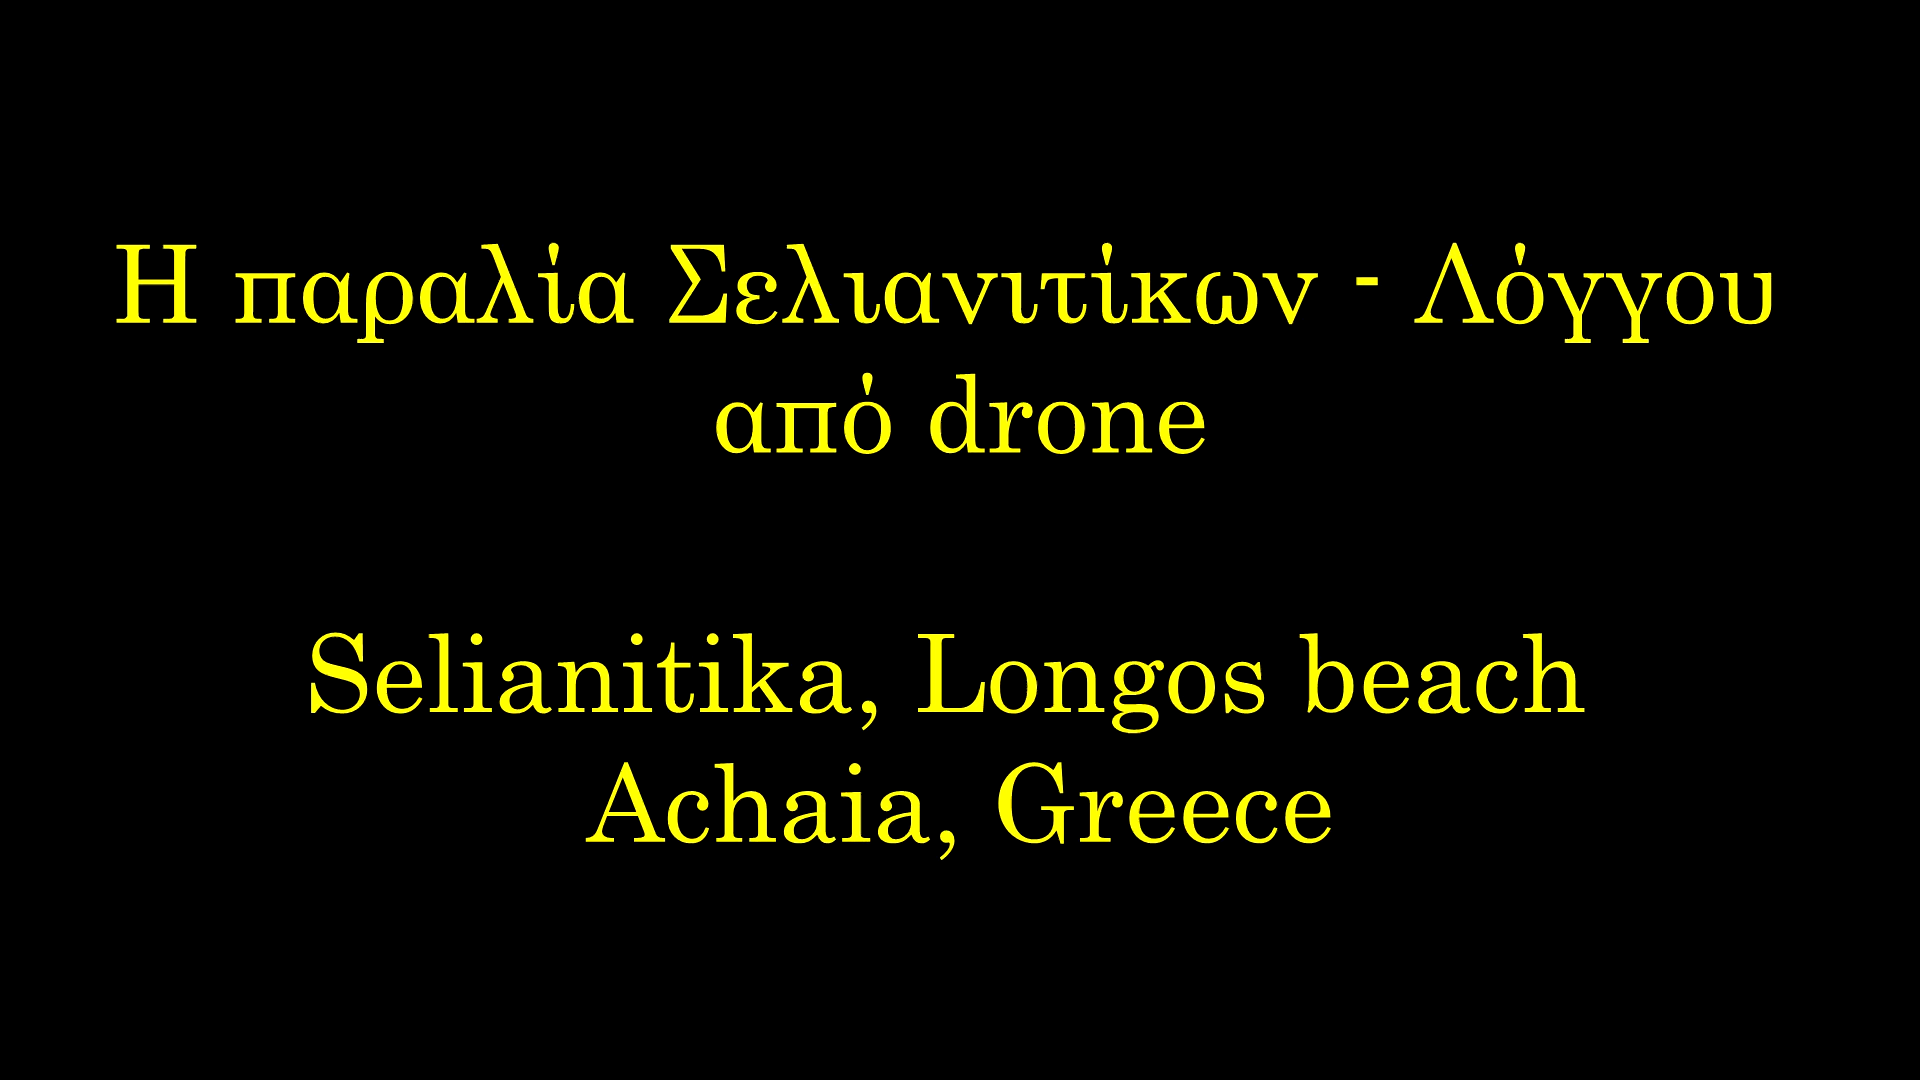 Η παραλία Σελιανιτίκων - Λόγγου
από drone
Selianitika, Longos beach
Achaia, Greece